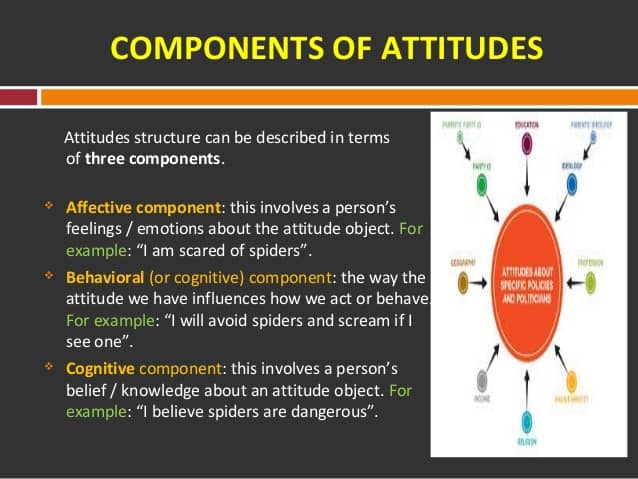 COMPONENTS OF ATTITUDES
Attitudes structure can be described in terms
of three components.
❖ Affective component: this involves a person’s
feelings / emotions about the attitude object. For
example: “I am scared of spiders”.
❖ Behavioral (or cognitive) component: the way the
attitude we have influences how we act or behave.
For example: “I will avoid spiders and scream if I
see one”.
❖ Cognitive component: this involves a person’s
belief / knowledge about an attitude object. For
example: “I believe spiders are dangerous”.
PARENTS' PARTY ID
EDUCATION
PARENTS' IDEOLOGY
PARTY ID
IDEOLOGY
GEOGRAPHY
ATTITUDES ABOUT
SPECIFIC POLICIES
AND POLITICIANS
PROFESSION
INCOME
RACE/ETHNICITY
RELIGION